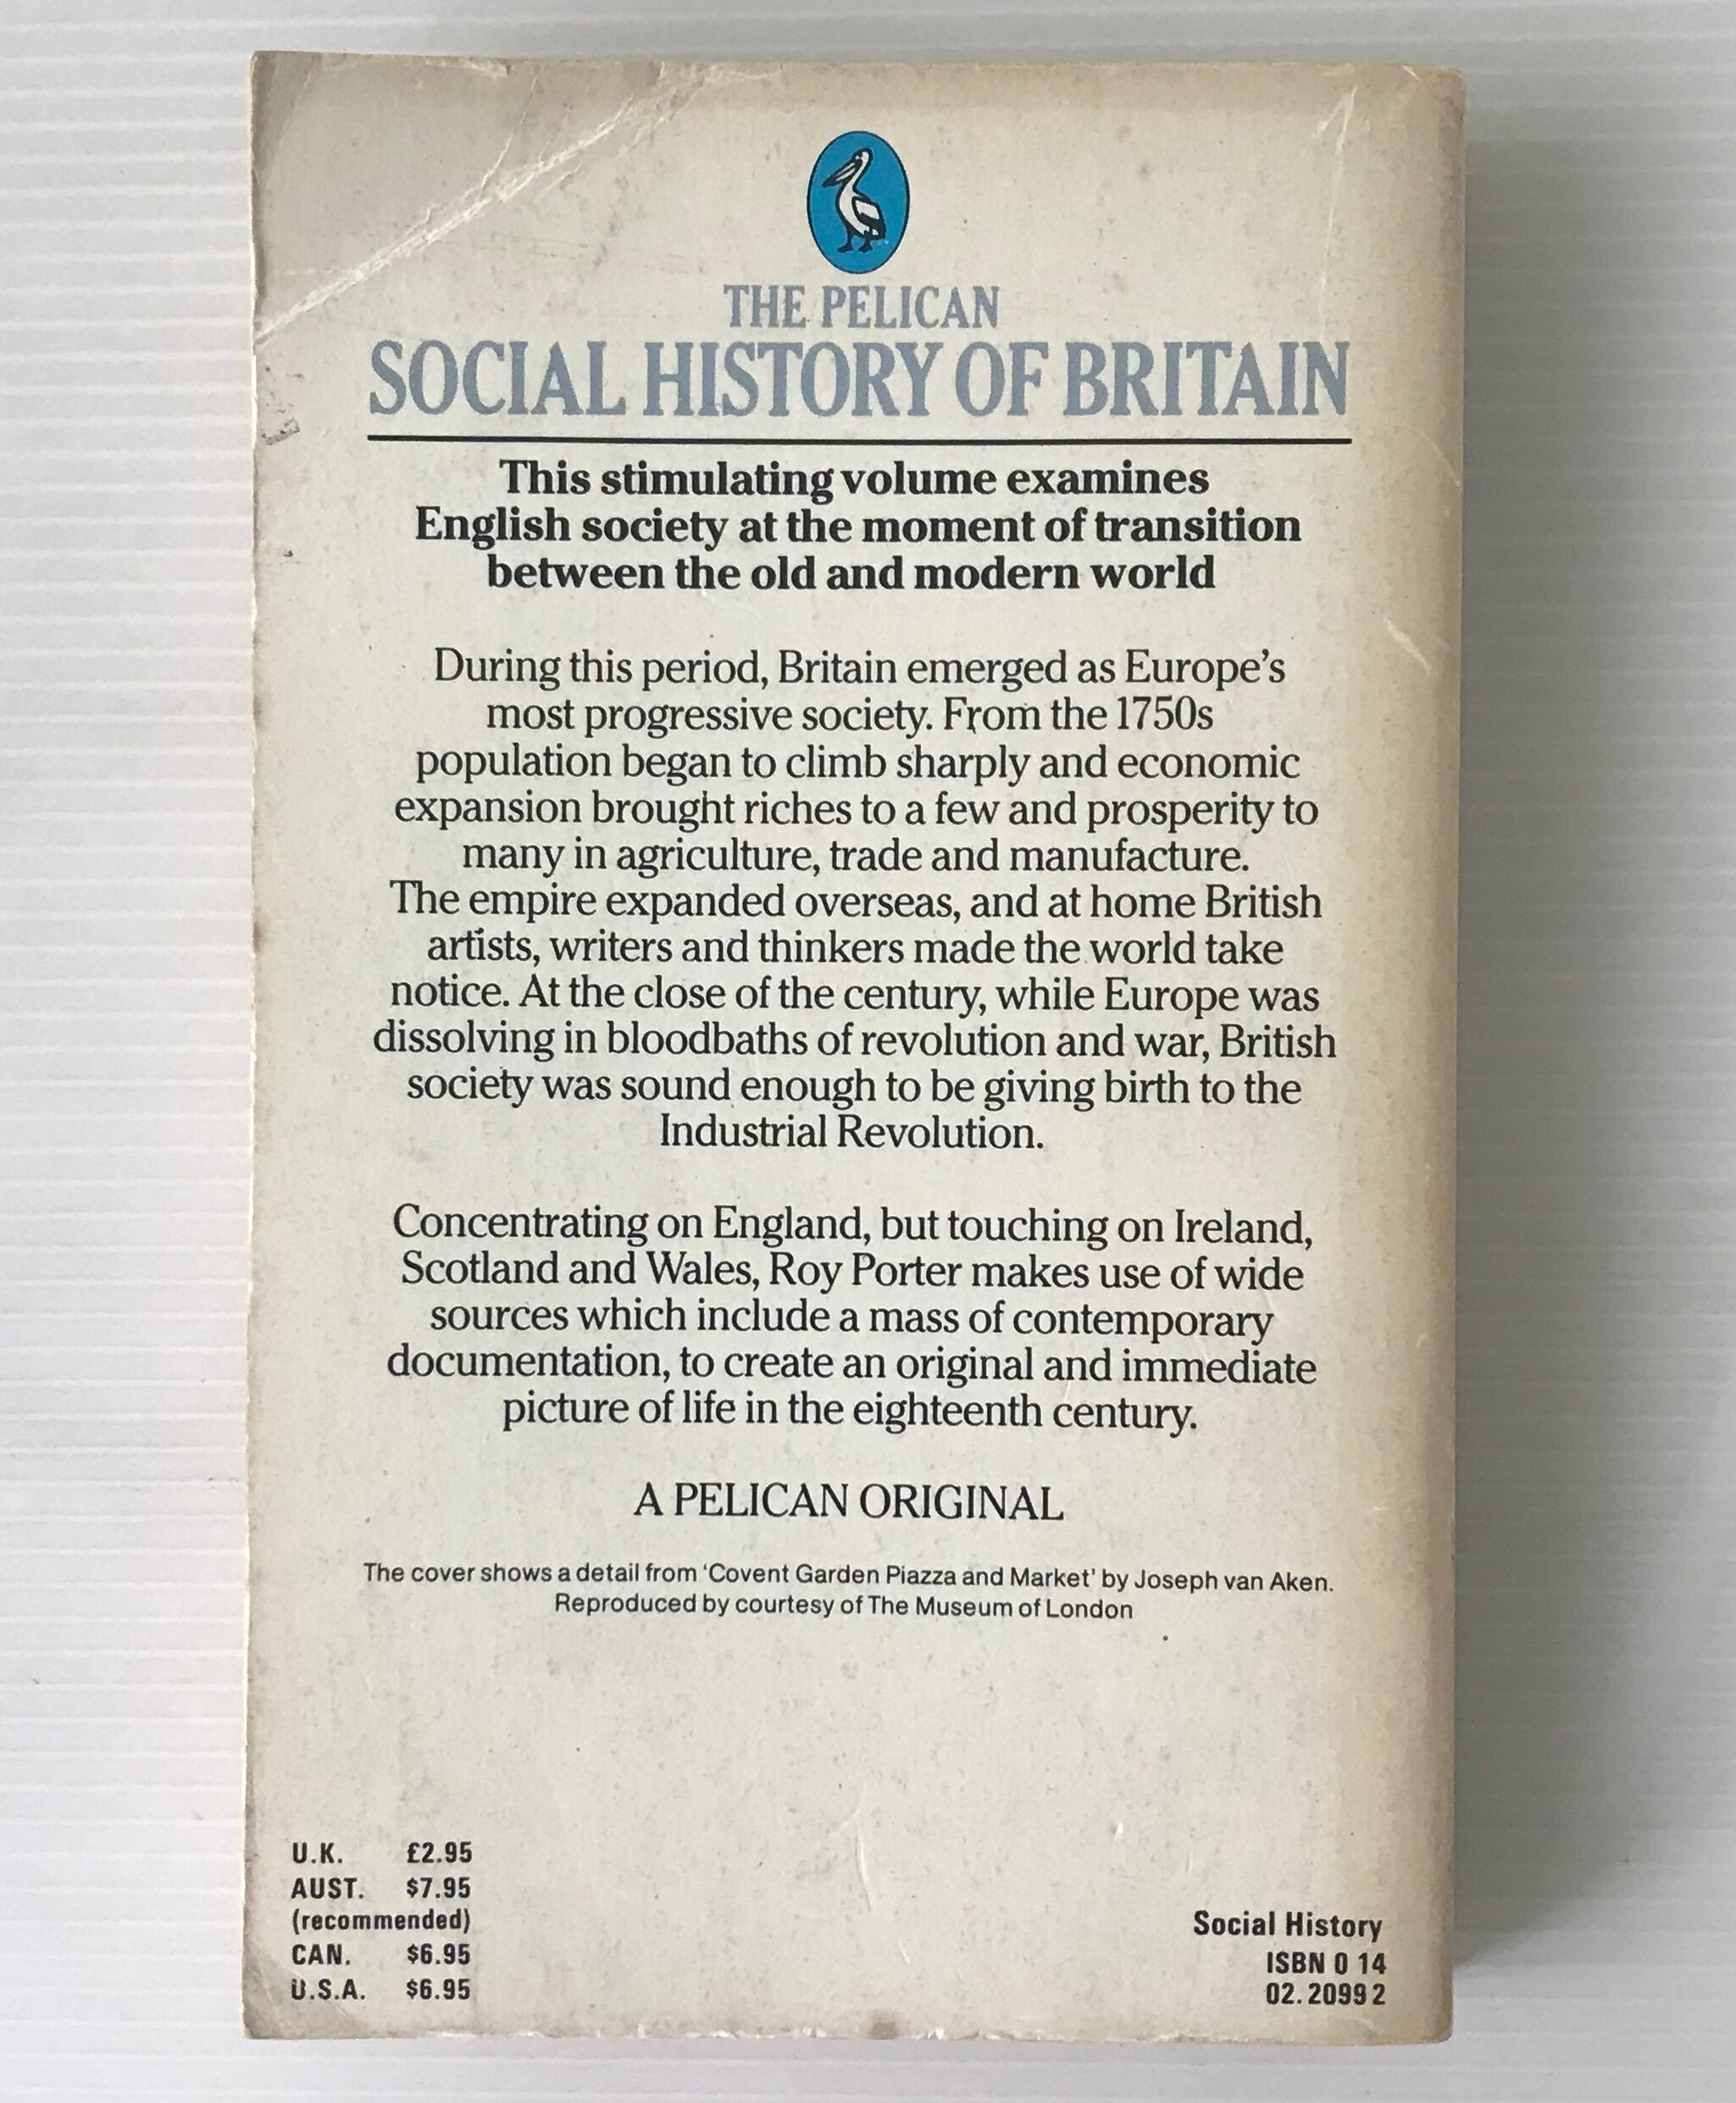 THE PELICAN
SOCIAL HISTORY OF BRITAIN
This stimulating volume examines
English society at the moment of transition
between the old and modern world
During this period, Britain emerged as Europe's
most progressive society. From the 1750s
population began to climb sharply and economic
expansion brought riches to a few and prosperity to
many in agriculture, trade and manufacture.
The empire expanded overseas, and at home British
artists, writers and thinkers made the world take
notice. At the close of the century, while Europe was
dissolving in bloodbaths of revolution and war, British
society was sound enough to be giving birth to the
Industrial Revolution.
Concentrating on England, but touching on Ireland,
Scotland and Wales, Roy Porter makes use of wide
sources which include a mass of contemporary
documentation, to create an original and immediate
picture of life in the eighteenth century.
A PELICAN ORIGINAL
The cover shows a detail from 'Covent Garden Piazza and Market' by Joseph van Aken.
Reproduced by courtesy of The Museum of London
U.K. £2.95
AUST. $7.95
(recommended)
CAN. $6.95
U.S.A. $6.95
Social History
ISBN 0 14
02.2099 2